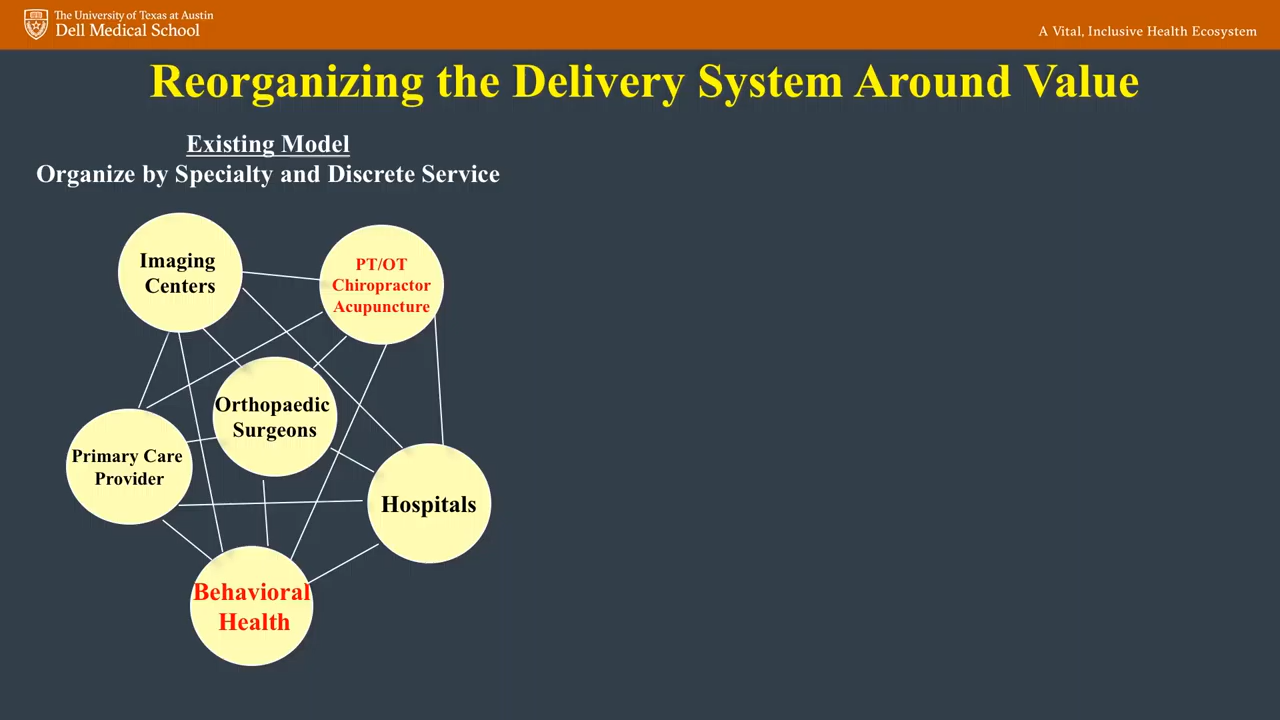 The University of Texas at Austin
Dell Medical School
A Vital, Inclusive Health Ecosystem
Reorganizing the Delivery System Around Value
Existing Model
Organize by Specialty and Discrete Service
Imaging
Centers
PT/OT
Chiropractor
Acupuncture
Orthopaedic
Surgeons
Primary Care
Provider
Hospitals
Behavioral
Health